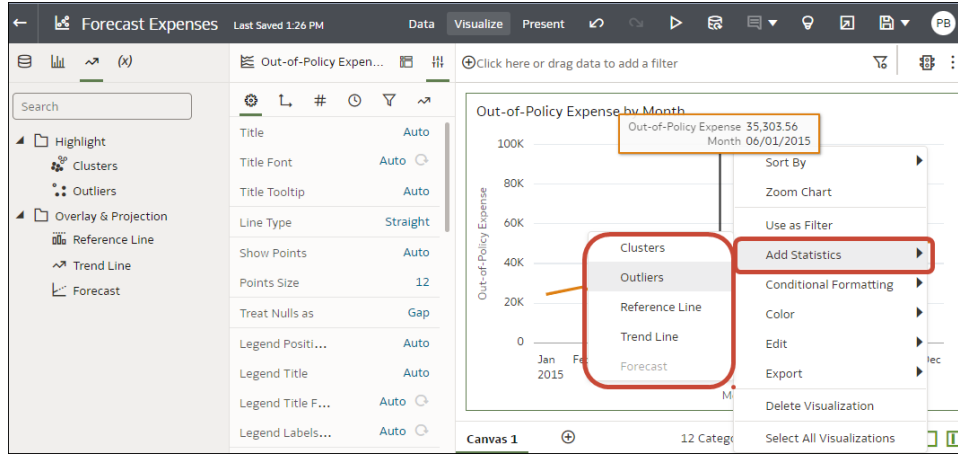 Forecast Expenses Last Saved 1:26 PM Data Visualize Present PB
(x) Out-of-Policy Expen... Click here or drag data to add a filter
Search
Highlight
Clusters
Outliers
Overlay & Projection
Reference Line
Trend Line
Forecast
Title Auto
Title Font Auto
Title Tooltip Auto
Line Type Straight
Show Points Auto
Points Size 12
Treat Nulls as Gap
Legend Positi... Auto
Legend Title Auto
Legend Title F... Auto
Legend Labels... Auto
Out-of-Policy Expense by Month
Out-of-Policy Expense 35,303.56
Month 06/01/2015
Out-of-Policy Expense
100K
80K
60K
40K
20K
0
Jan
2015
Clusters
Outliers
Reference Line
Trend Line
Forecast
Sort By
Zoom Chart
Use as Filter
Add Statistics
Conditional Formatting
Color
Edit
Export
Delete Visualization
Select All Visualizations
Canvas 1 12 Categ